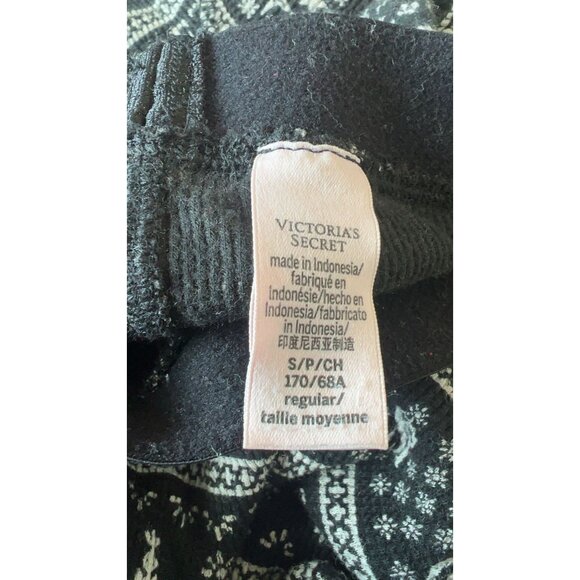 VICTORIA'S
SECRET
made in Indonesia/
fabriqué en
Indonésie/hecho en
Indonesia/fabbricato
in Indonesia/
印度尼西亚制造
S/P/CH
170/68A
regular/
taille moyenne